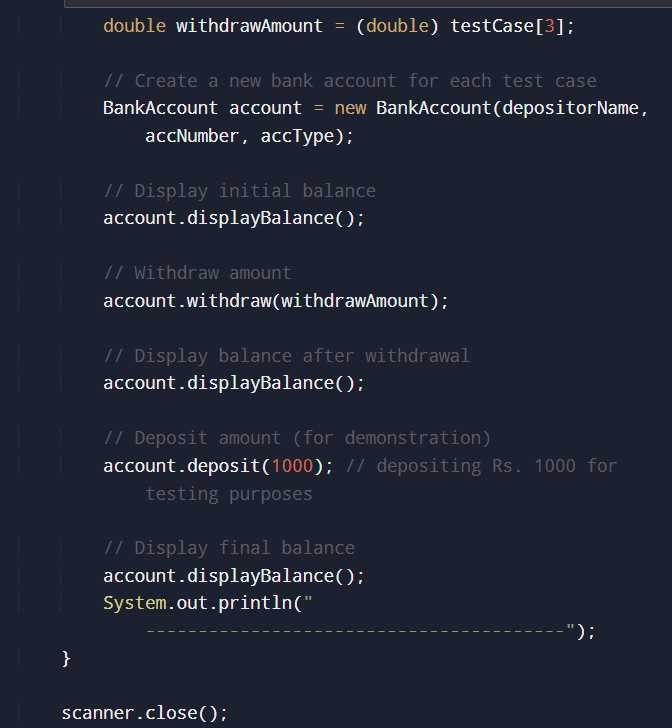 double withdrawAmount = (double) testCase[3];
// Create a new bank account for each test case
BankAccount account = new BankAccount(depositorName,
accNumber, accType);
// Display initial balance
account.displayBalance();
// Withdraw amount
account.withdraw(withdrawAmount);
// Display balance after withdrawal
account.displayBalance();
// Deposit amount (for demonstration)
account.deposit(1000); // depositing Rs. 1000 for
testing purposes
// Display final balance
account.displayBalance();
System.out.println("
----------------------------------------");
}
scanner.close();